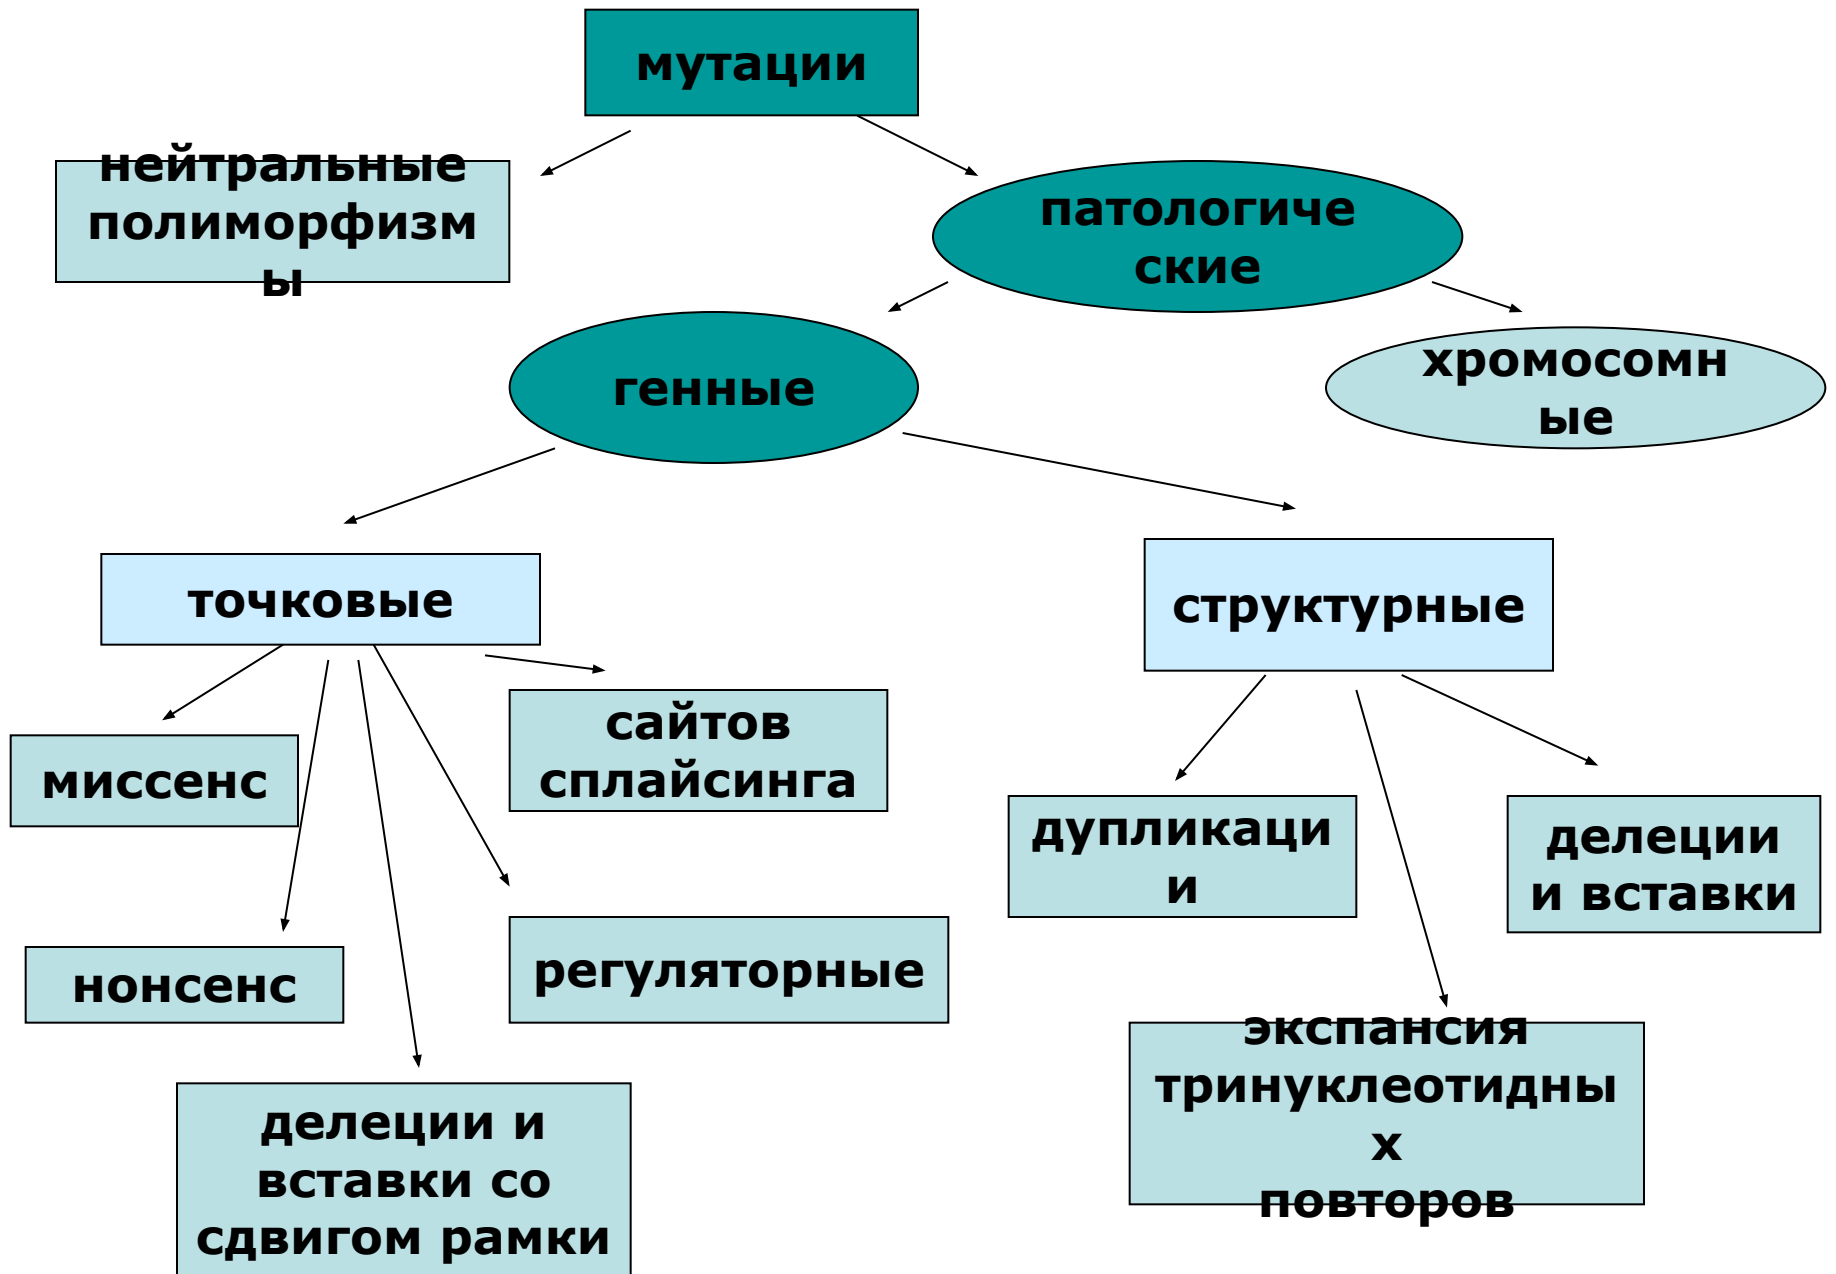 мутации
нейтральные
полиморфизм
ы
патологиче
ские
генные
хромосомн
ые
точковые
структурные
миссенс
сайтов
сплайсинга
дупликаци
и
делеции
и вставки
нонсенс
регуляторные
экспансия
тринуклеотидны
х
повторов
делеции и
вставки со
сдвигом рамки